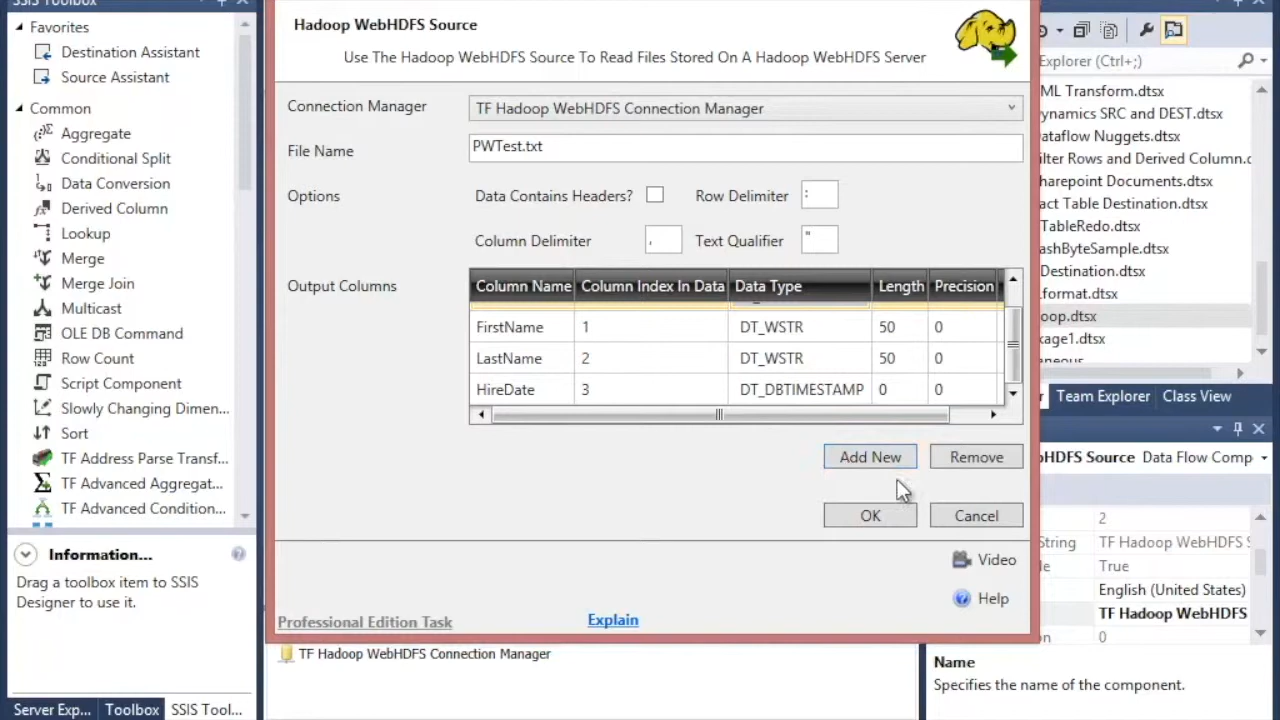 SSIS Toolbox
Favorites
Destination Assistant
Source Assistant
Common
Aggregate
Conditional Split
Data Conversion
Derived Column
Lookup
Merge
Merge Join
Multicast
OLE DB Command
Row Count
Script Component
Slowly Changing Dimen...
Sort
TF Address Parse Transf...
TF Advanced Aggregat...
TF Advanced Condition...
Information...
Drag a toolbox item to SSIS
Designer to use it.
Server Exp... Toolbox SSIS Tool...
Hadoop WebHDFS Source
Use The Hadoop WebHDFS Source To Read Files Stored On A Hadoop WebHDFS Server
Connection Manager TF Hadoop WebHDFS Connection Manager
File Name PWTest.txt
Options Data Contains Headers? Row Delimiter :
Column Delimiter , Text Qualifier "
Output Columns
Column Name Column Index In Data Data Type Length Precision
FirstName 1 DT_WSTR 50 0
LastName 2 DT_WSTR 50 0
HireDate 3 DT_DBTIMESTAMP 0 0
Add New Remove
OK Cancel
Video
Help
Professional Edition Task Explain
TF Hadoop WebHDFS Connection Manager
Explorer (Ctrl+;)
ML Transform.dtsx
ynamics SRC and DEST.dtsx
ataflow Nuggets.dtsx
ilter Rows and Derived Column.d
harepoint Documents.dtsx
act Table Destination.dtsx
TableRedo.dtsx
ashByteSample.dtsx
Destination.dtsx
.format.dtsx
oop.dtsx
kage1.dtsx
r Team Explorer Class View
bHDFS Source Data Flow Comp
2
String TF Hadoop WebHDFS S
le True
English (United States)
TF Hadoop WebHDFS
on 0
Name
Specifies the name of the component.